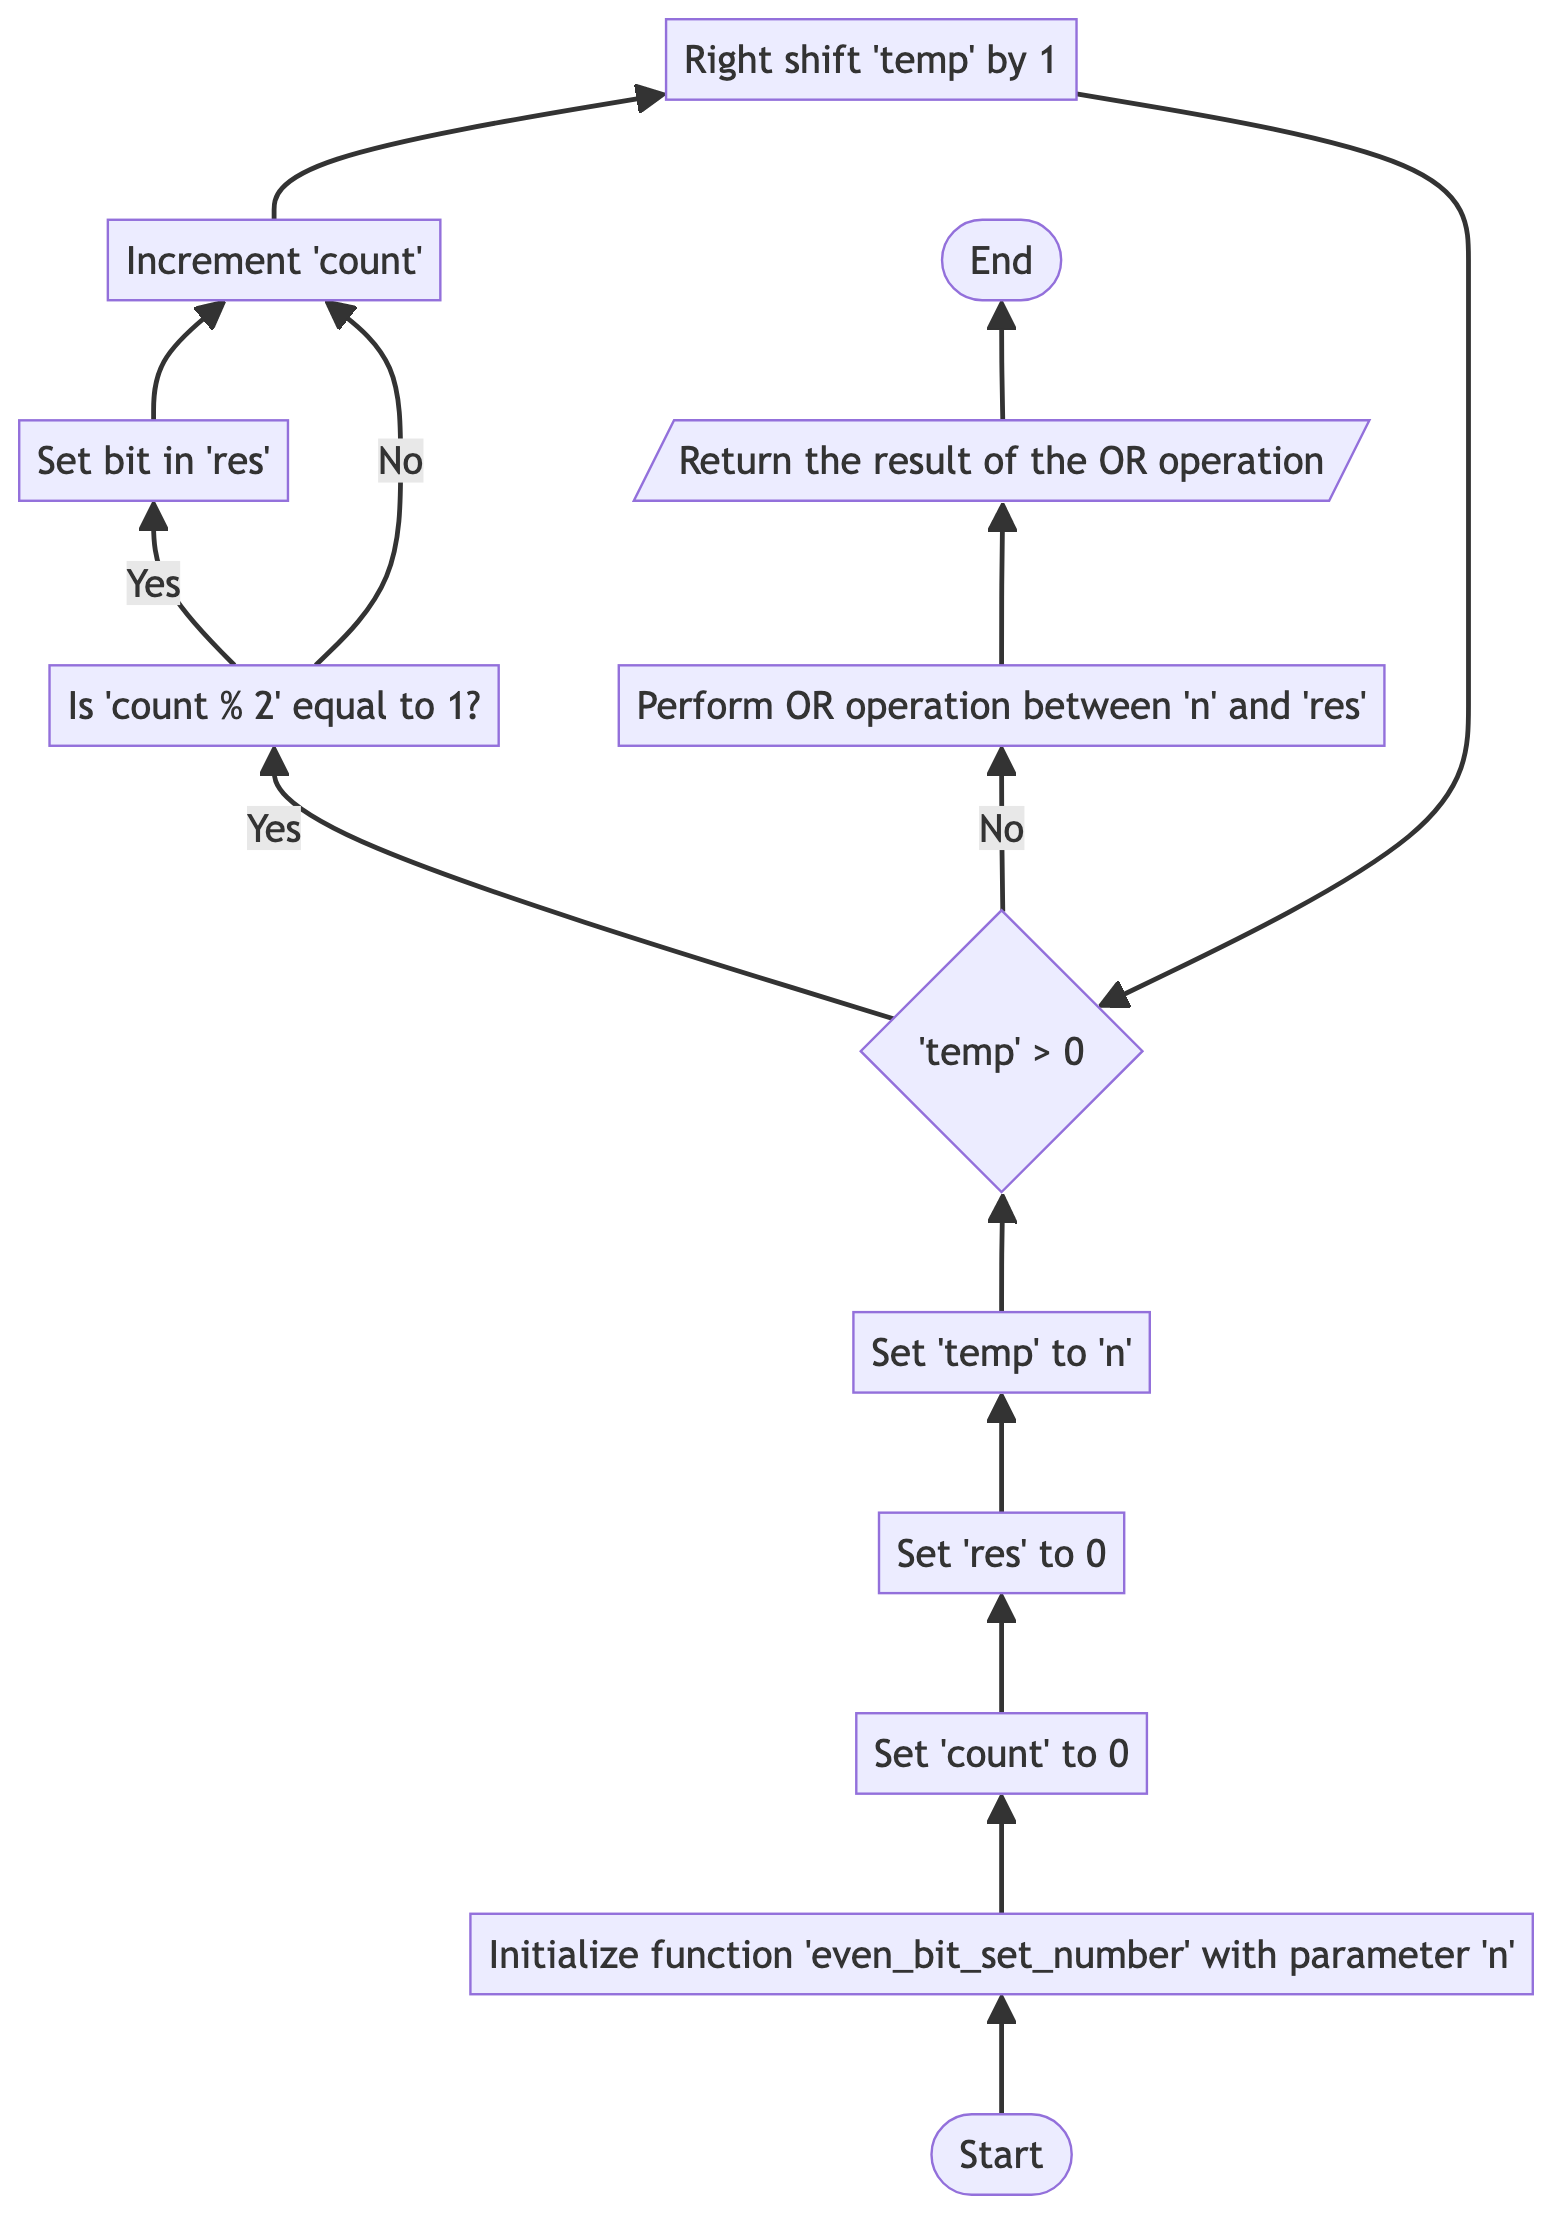 Right shift 'temp' by 1
Increment 'count'
End
Set bit in 'res'
No
Return the result of the OR operation
Yes
Is 'count % 2' equal to 1?
Perform OR operation between 'n' and 'res'
Yes
No
'temp' > 0
Set 'temp' to 'n'
Set 'res' to 0
Set 'count' to 0
Initialize function 'even_bit_set_number' with parameter 'n'
Start